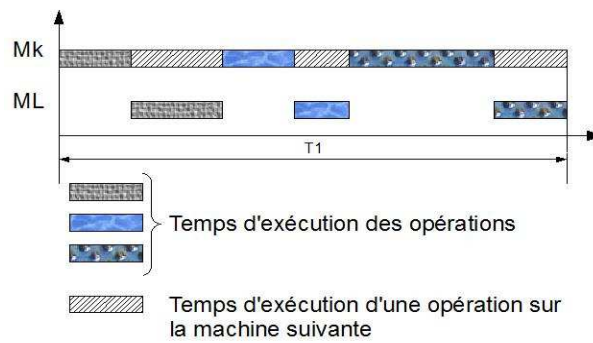 Mk
ML
T1
Temps d'exécution des opérations
Temps d'exécution d'une opération sur
la machine suivante